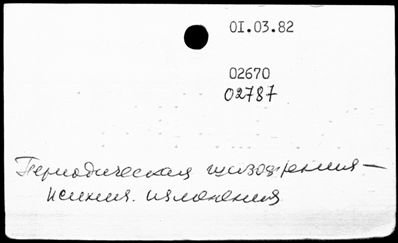 01.03.82
02670
02787
Периодическая шизофрения –
психич. изменения